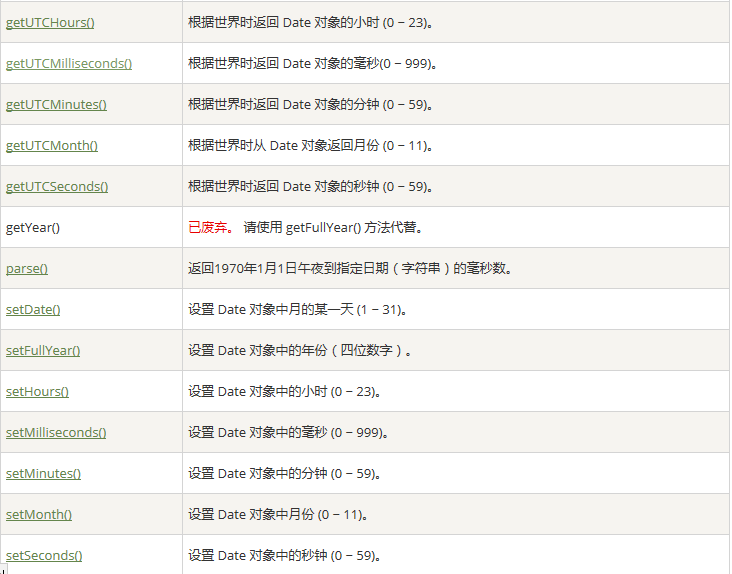 getUTCHours() 根据世界时返回 Date 对象的小时 (0 ~ 23)。
getUTCMilliseconds() 根据世界时返回 Date 对象的毫秒(0 ~ 999)。
getUTCMinutes() 根据世界时返回 Date 对象的分钟 (0 ~ 59)。
getUTCMonth() 根据世界时从 Date 对象返回月份 (0 ~ 11)。
getUTCSeconds() 根据世界时返回 Date 对象的秒钟 (0 ~ 59)。
getYear() 已废弃。 请使用 getFullYear() 方法代替。
parse() 返回1970年1月1日午夜到指定日期（字符串）的毫秒数。
setDate() 设置 Date 对象中月的某一天 (1 ~ 31)。
setFullYear() 设置 Date 对象中的年份（四位数字）。
setHours() 设置 Date 对象中的小时 (0 ~ 23)。
setMilliseconds() 设置 Date 对象中的毫秒 (0 ~ 999)。
setMinutes() 设置 Date 对象中的分钟 (0 ~ 59)。
setMonth() 设置 Date 对象中月份 (0 ~ 11)。
setSeconds() 设置 Date 对象中的秒钟 (0 ~ 59)。